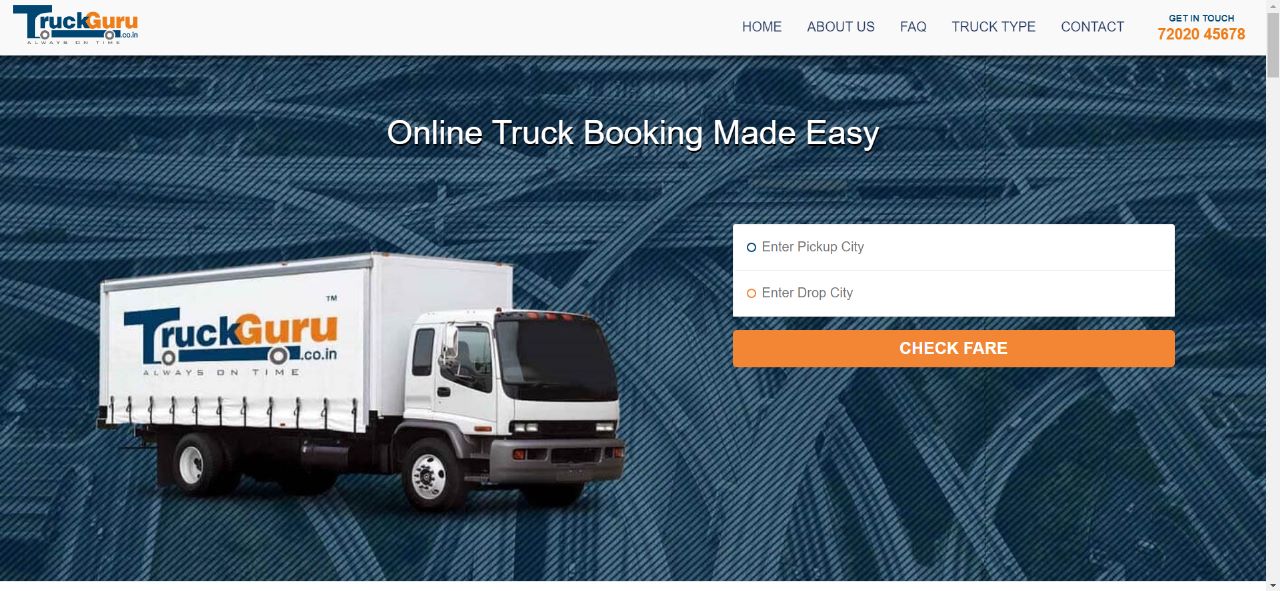 TruckGuru
.co.in
ALWAYS ON TIME
HOME
ABOUT US
FAQ
TRUCK TYPE
CONTACT
GET IN TOUCH
72020 45678
Online Truck Booking Made Easy
Enter Pickup City
Enter Drop City
CHECK FARE
TM
TruckGuru
.co.in
ALWAYS ON TIME